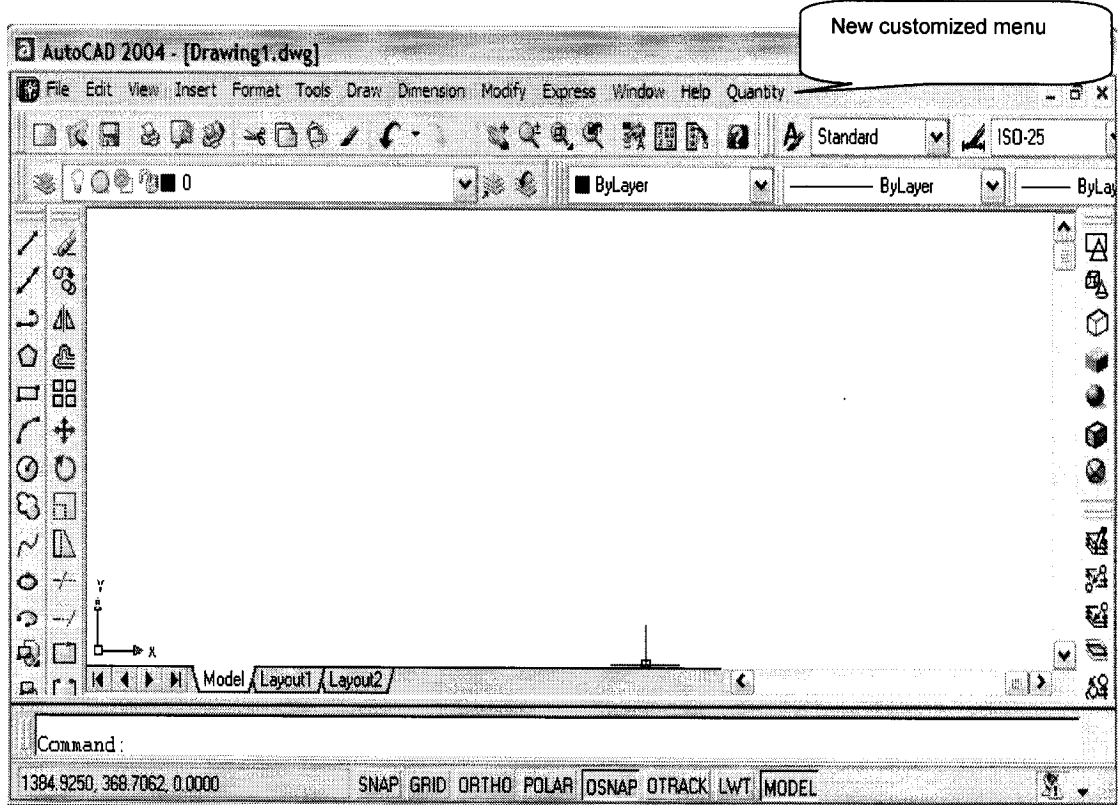 New customized menu
AutoCAD 2004 - [Drawing1.dwg]
File Edit View Insert Format Tools Draw Dimension Modify Express Window Help Quantity
Standard ISO-25
0 ByLayer ByLayer ByLay
Y
X
Model Layout1 Layout2
Command:
1384.9250, 368.7062, 0.0000 SNAP GRID ORTHO POLAR OSNAP OTRACK LWT MODEL